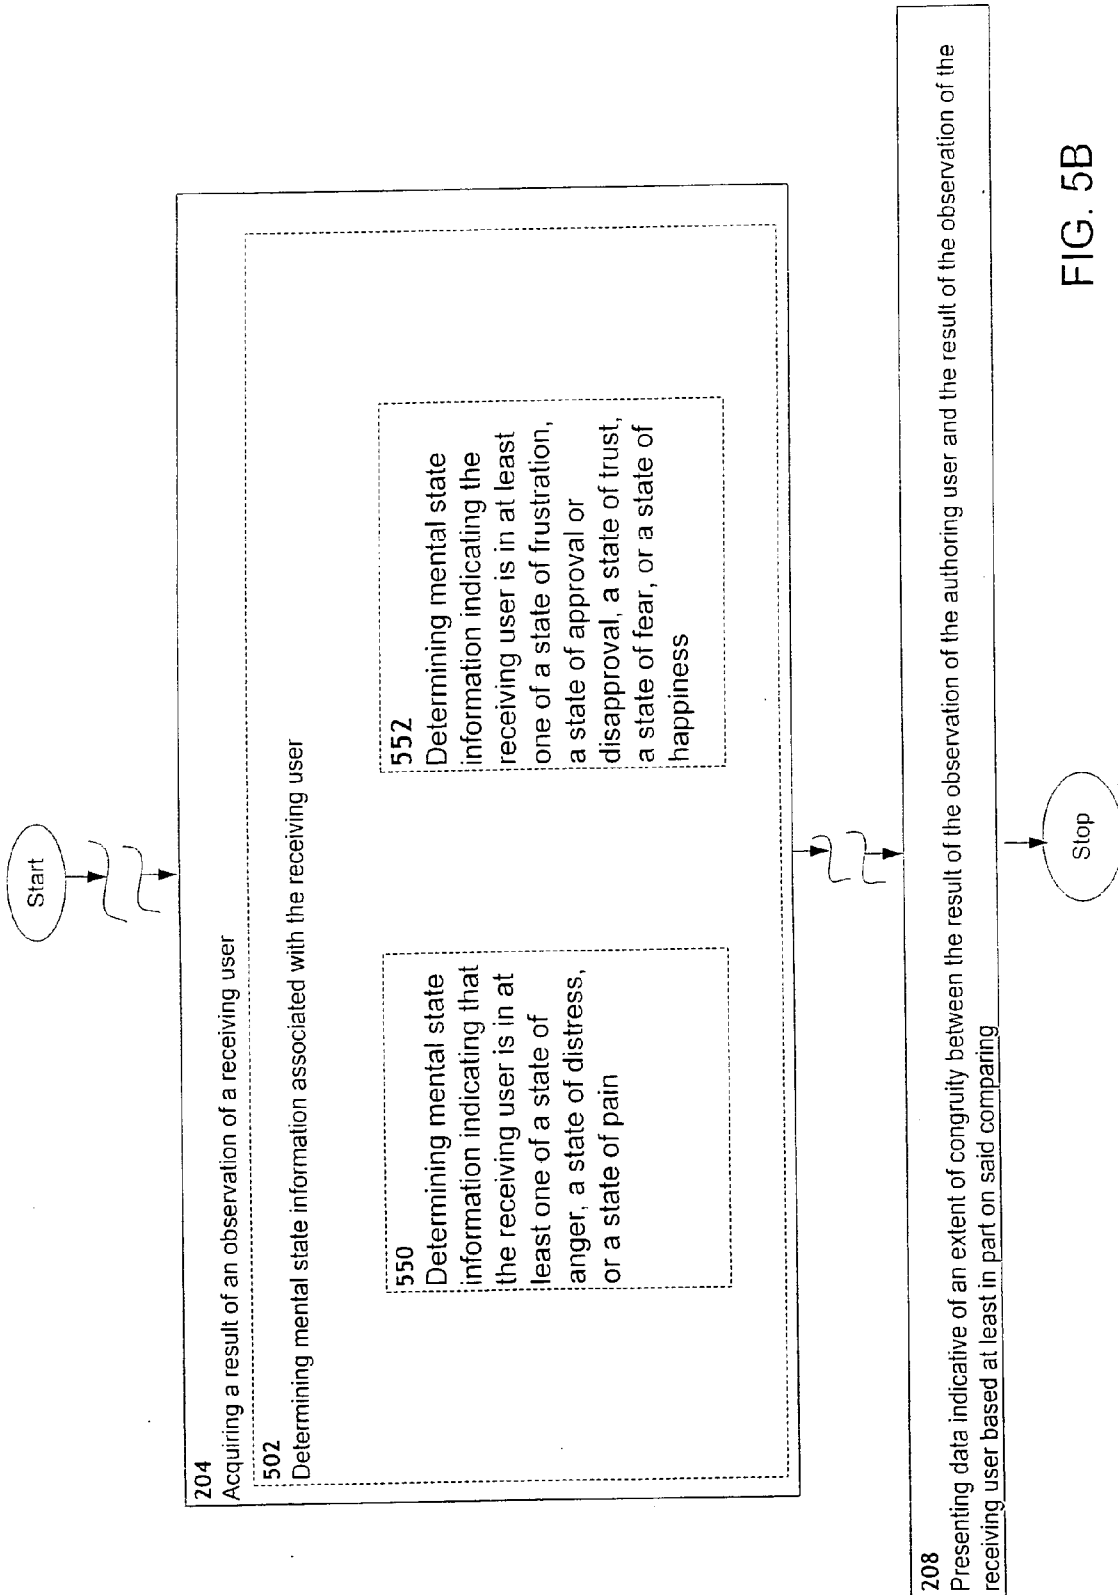 Start
204
Acquiring a result of an observation of a receiving user
502
Determining mental state information associated with the receiving user
550
Determining mental state
information indicating that
the receiving user is in at
least one of a state of
anger, a state of distress,
or a state of pain
552
Determining mental state
information indicating the
receiving user is in at least
one of a state of frustration,
a state of approval or
disapproval, a state of trust,
a state of fear, or a state of
happiness
208
Presenting data indicative of an extent of congruity between the result of the observation of the authoring user and the result of the observation of the
receiving user based at least in part on said comparing
Stop
FIG. 5B